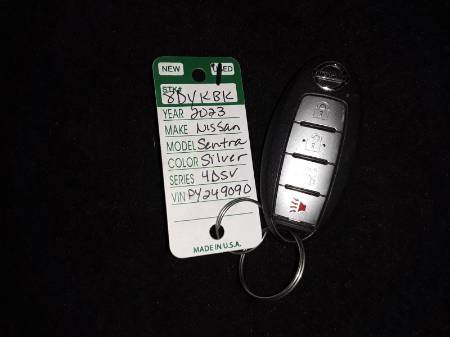 NEW USED
STK#
8DVKBK
YEAR 2023
MAKE Nissan
MODEL Sentra
COLOR Silver
SERIES 4DSV
VIN PY249090
MADE IN U.S.A.